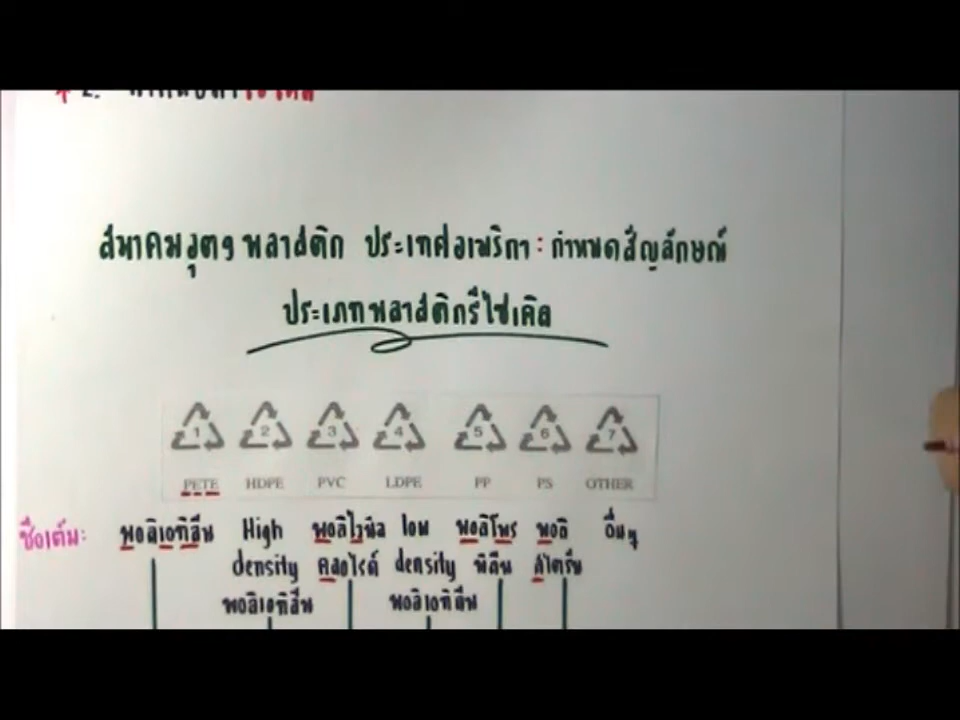 สมาคมอุตฯ พลาสติก ประเทศอเมริกา : กำหนดสัญลักษณ์
ประเภทพลาสติกรีไซเคิล
1 2 3 4 5 6 7
PETE HDPE PVC LDPE PP PS OTHER
ชื่อเต็ม: พอลิเอทิลีน High พอลิไวนิล low พอลิโพร พอลิ อื่นๆ
density คลอไรด์ density พิลีน สไตรีน
พอลิเอทิลีน พอลิเอทิลีน